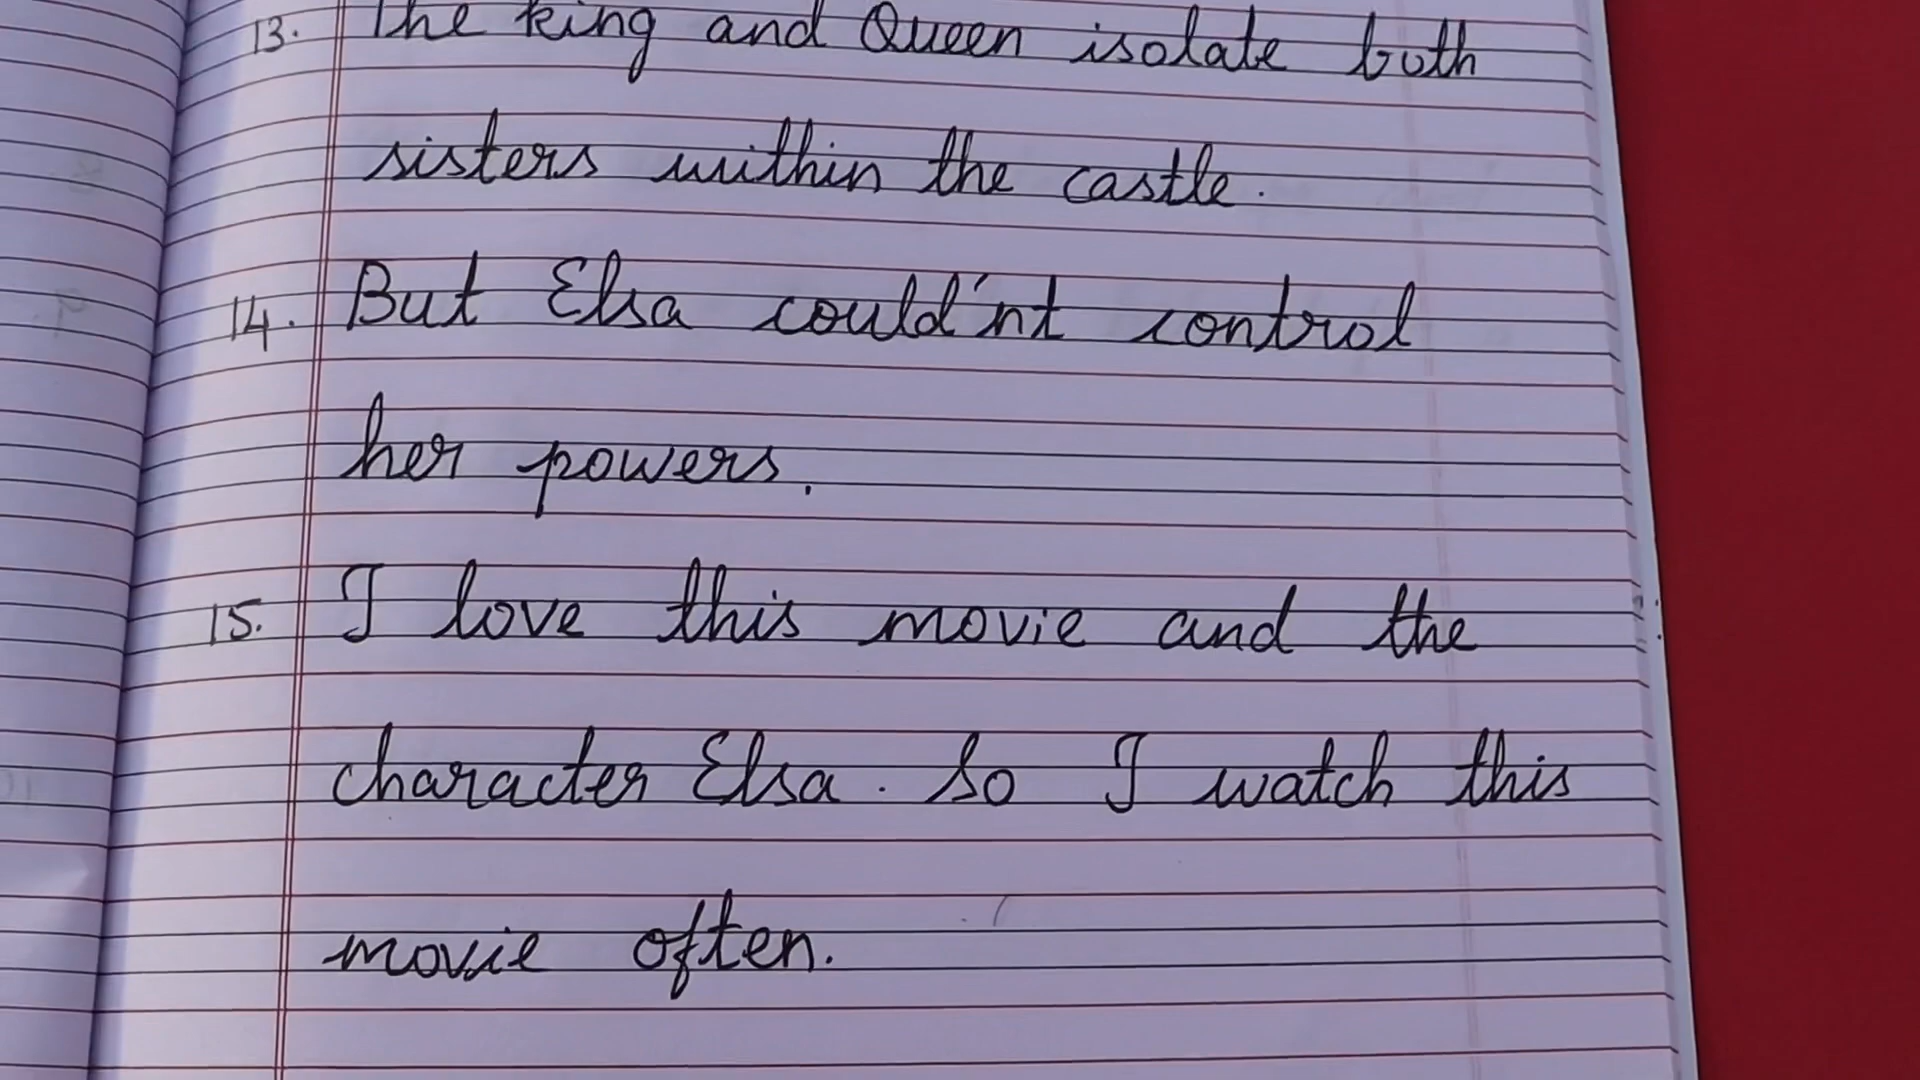 13. The king and Queen isolate both
sisters within the castle.
14. But Elsa could'nt control
her powers.
15. I love this movie and the
character Elsa. So I watch this
movie often.